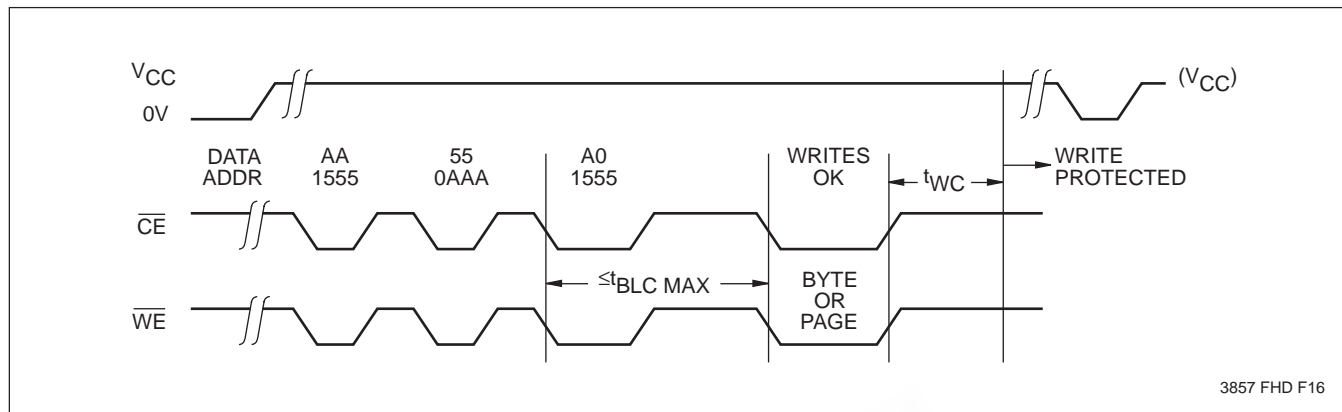 VCC
(VCC)
0V
DATA AA 55 A0 WRITES
ADDR 1555 0AAA 1555 OK
tWC
WRITE
PROTECTED
CE
≤tBLC MAX
BYTE
OR
PAGE
WE
3857 FHD F16